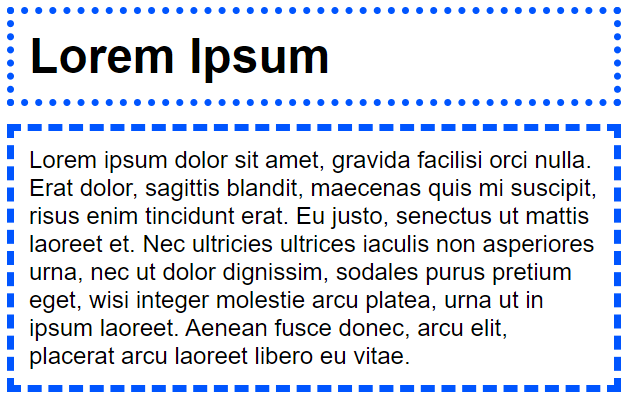 Lorem Ipsum
Lorem ipsum dolor sit amet, gravida facilisi orci nulla.
Erat dolor, sagittis blandit, maecenas quis mi suscipit,
risus enim tincidunt erat. Eu justo, senectus ut mattis
laoreet et. Nec ultricies ultrices iaculis non asperiores
urna, nec ut dolor dignissim, sodales purus pretium
eget, wisi integer molestie arcu platea, urna ut in
ipsum laoreet. Aenean fusce donec, arcu elit,
placerat arcu laoreet libero eu vitae.